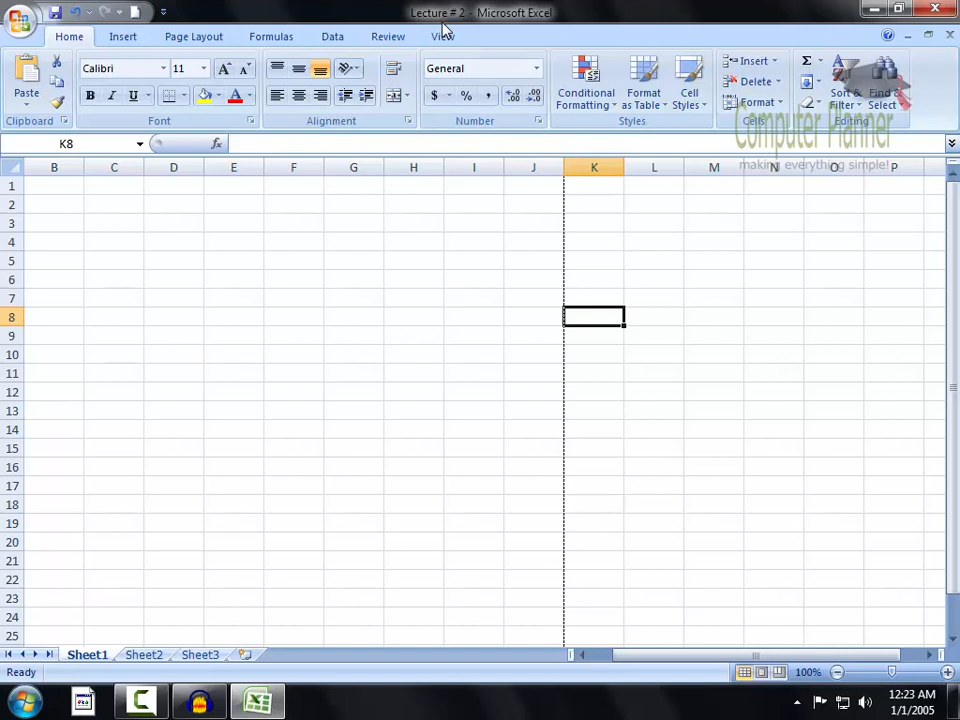 Lecture # 2 - Microsoft Excel
Home Insert Page Layout Formulas Data Review View
Calibri 11 General Insert Σ
Paste B I U $ % , .0 .00 Conditional Formatting Format as Table Cell Styles Delete Format Sort & Filter Find & Select
Clipboard Font Alignment Number Styles Cells Editing
Computer Planner
making everything simple!
K8 fx
B C D E F G H I J K L M N O P
1
2
3
4
5
6
7
8
9
10
11
12
13
14
15
16
17
18
19
20
21
22
23
24
25
Sheet1 Sheet2 Sheet3
Ready 100%
12:23 AM
1/1/2005